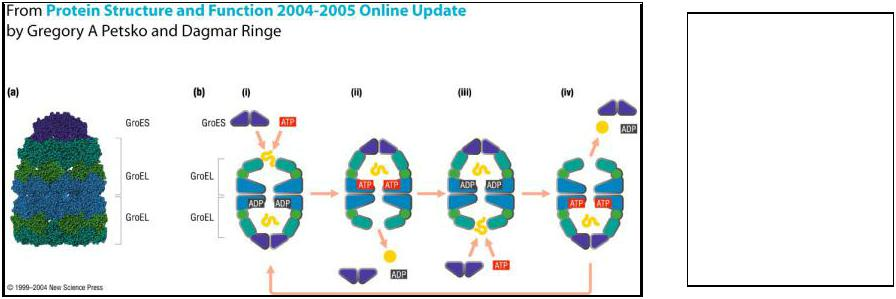 From Protein Structure and Function 2004-2005 Online Update
by Gregory A Petsko and Dagmar Ringe
(a)
(b)
(i)
(ii)
(iii)
(iv)
GroES
GroEL
GroEL
GroES
ATP
GroEL
GroEL
ADP ADP
ATP ATP
ADP
ADP ADP
ATP
ADP
ATP ATP
© 1999–2004 New Science Press